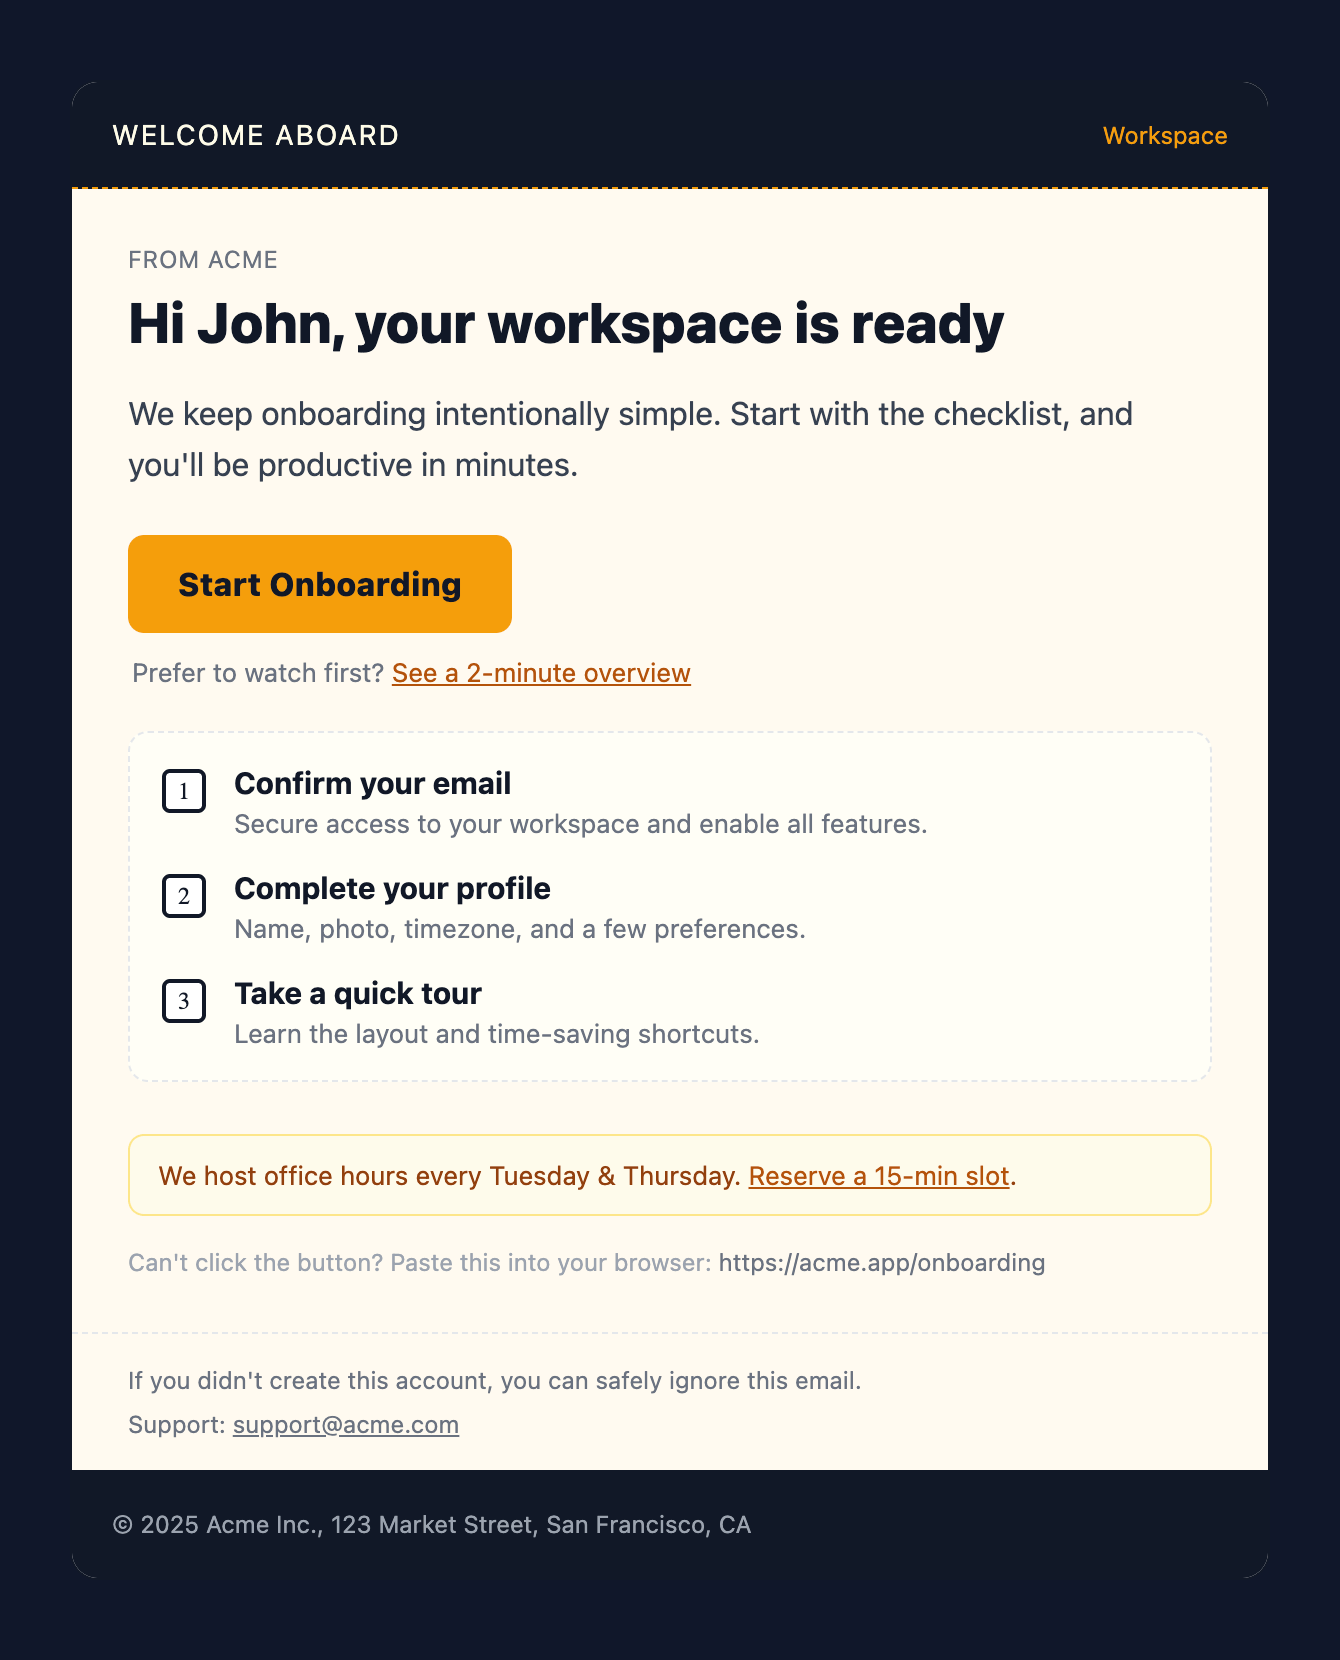 WELCOME ABOARD
Workspace
FROM ACME
Hi John, your workspace is ready
We keep onboarding intentionally simple. Start with the checklist, and
you'll be productive in minutes.
Start Onboarding
Prefer to watch first? See a 2-minute overview
1
Confirm your email
Secure access to your workspace and enable all features.
2
Complete your profile
Name, photo, timezone, and a few preferences.
3
Take a quick tour
Learn the layout and time-saving shortcuts.
We host office hours every Tuesday & Thursday. Reserve a 15-min slot.
Can't click the button? Paste this into your browser: https://acme.app/onboarding
If you didn't create this account, you can safely ignore this email.
Support: support@acme.com
© 2025 Acme Inc., 123 Market Street, San Francisco, CA